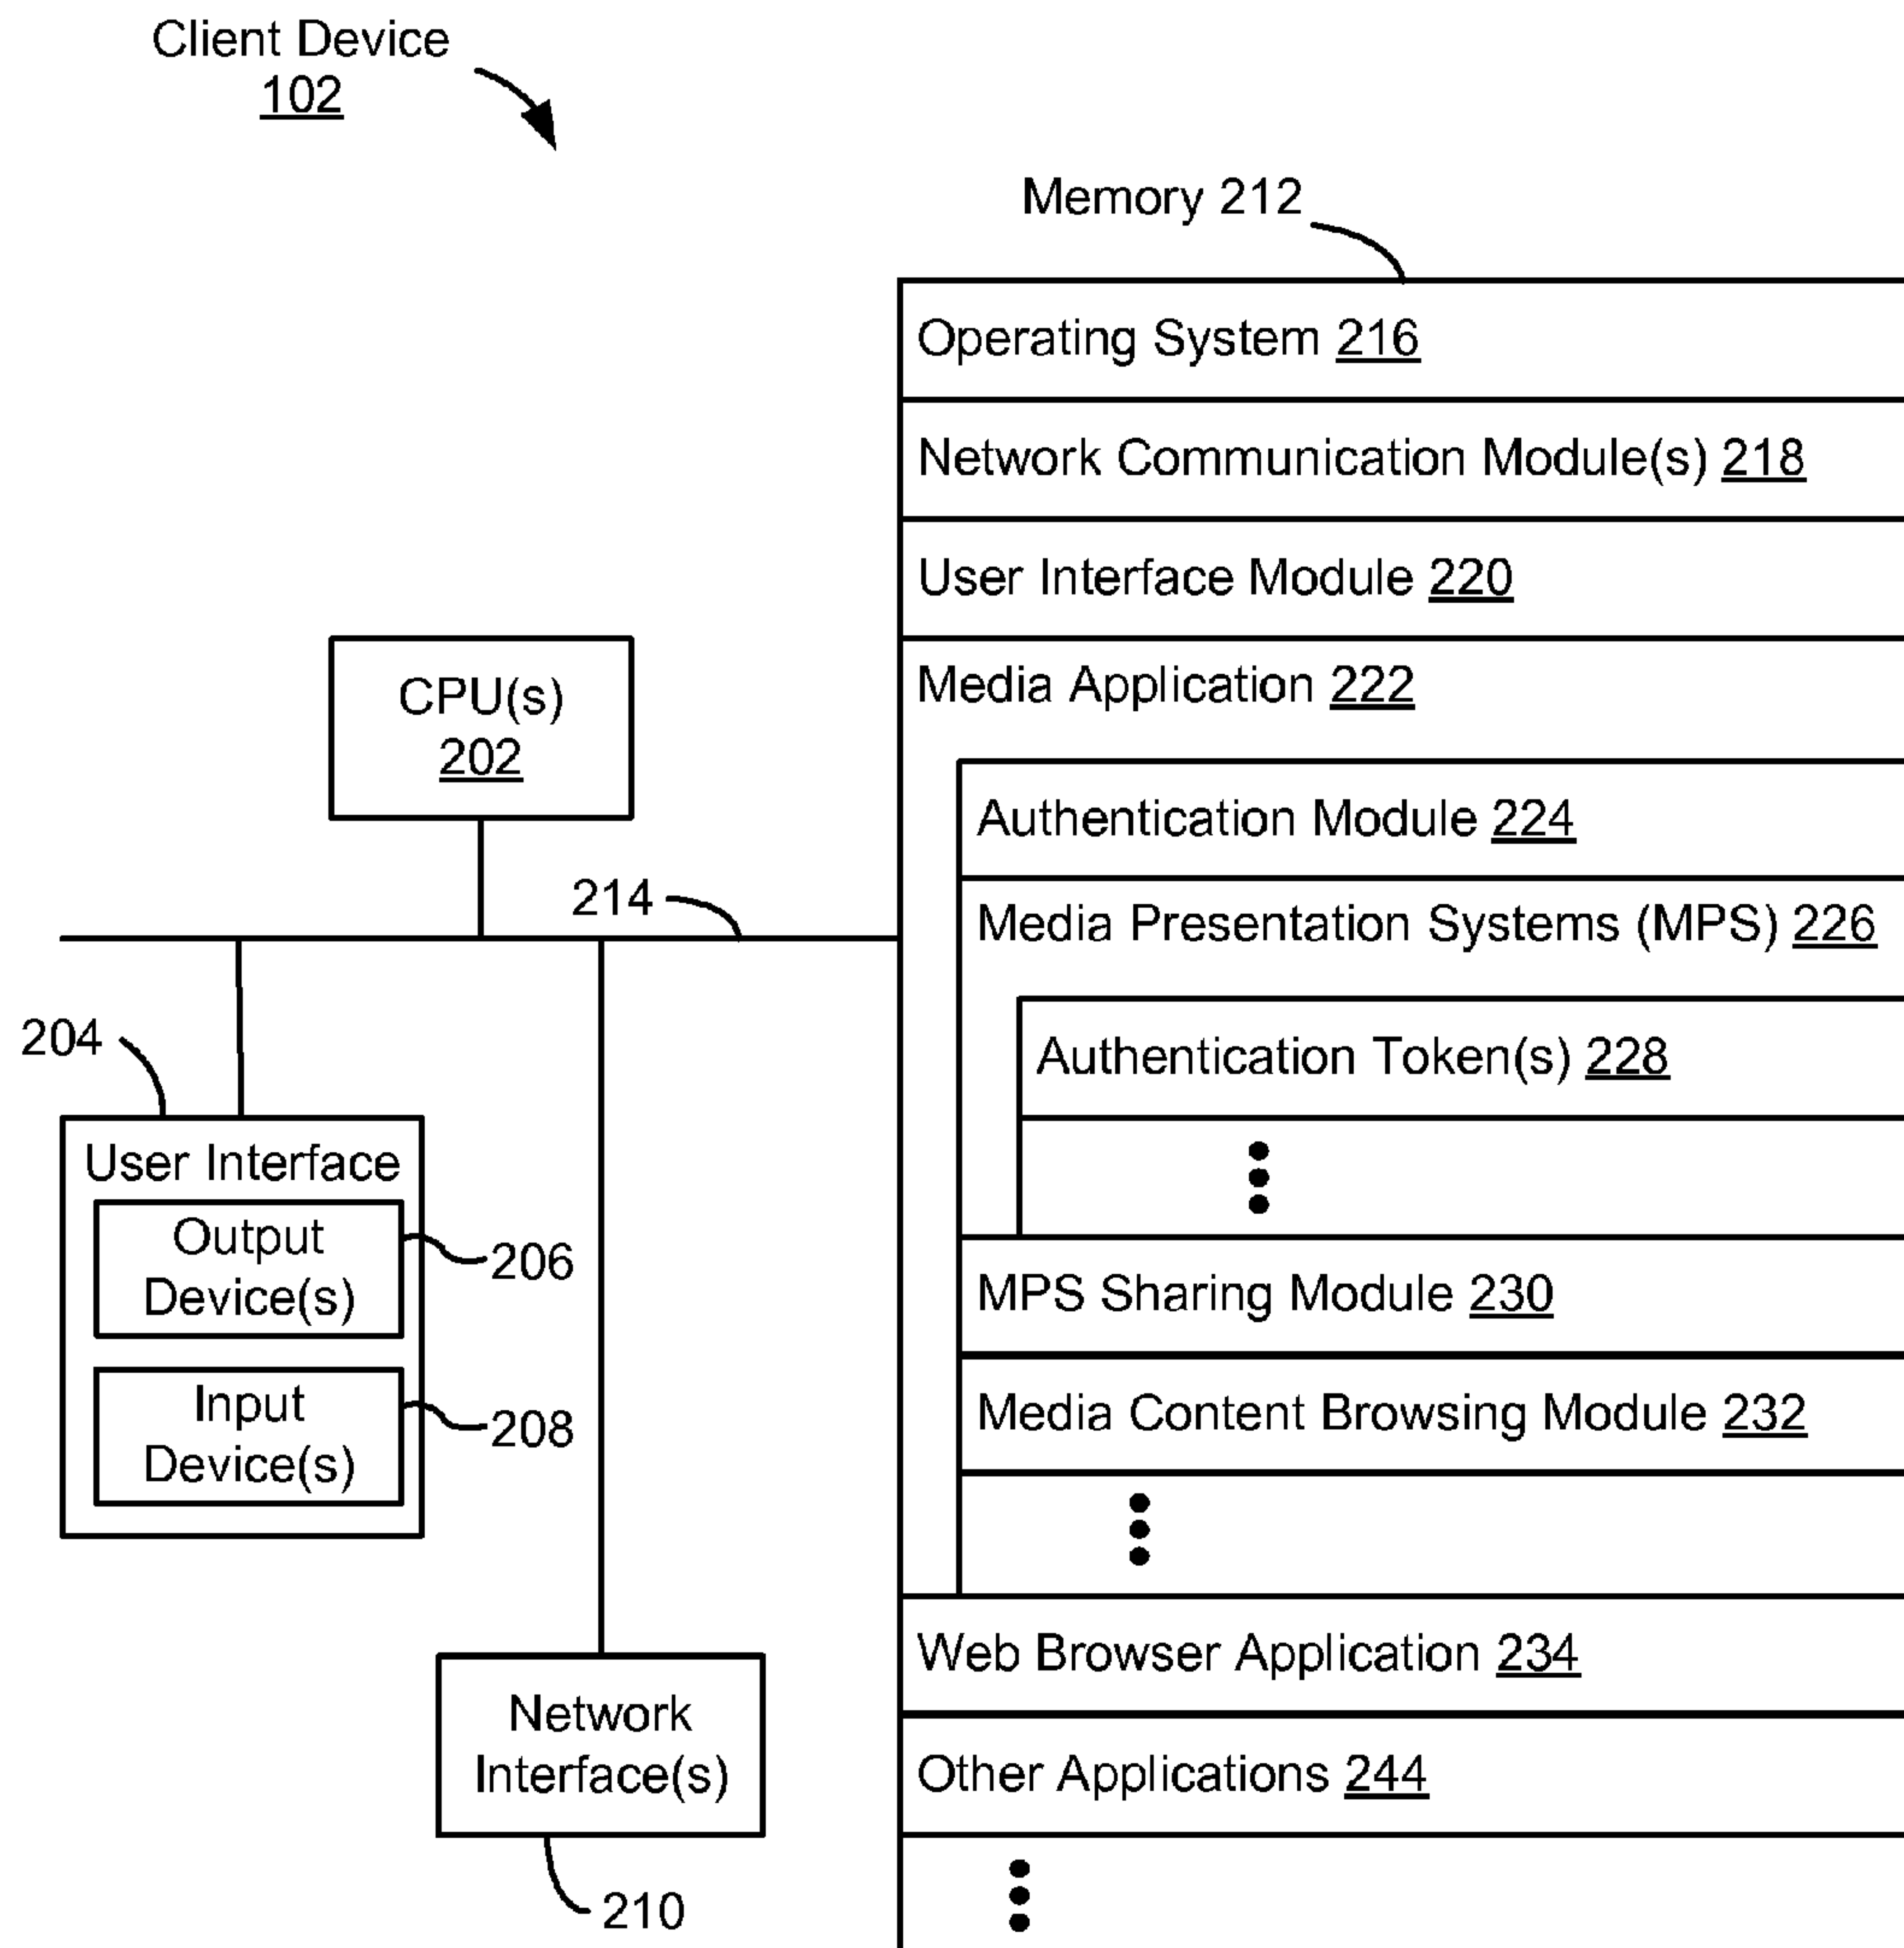 Client Device
102
Memory 212
Operating System 216
Network Communication Module(s) 218
User Interface Module 220
Media Application 222
Authentication Module 224
Media Presentation Systems (MPS) 226
Authentication Token(s) 228
MPS Sharing Module 230
Media Content Browsing Module 232
Web Browser Application 234
Other Applications 244
CPU(s)
202
214
204
User Interface
Output
Device(s)
206
Input
Device(s)
208
Network
Interface(s)
210